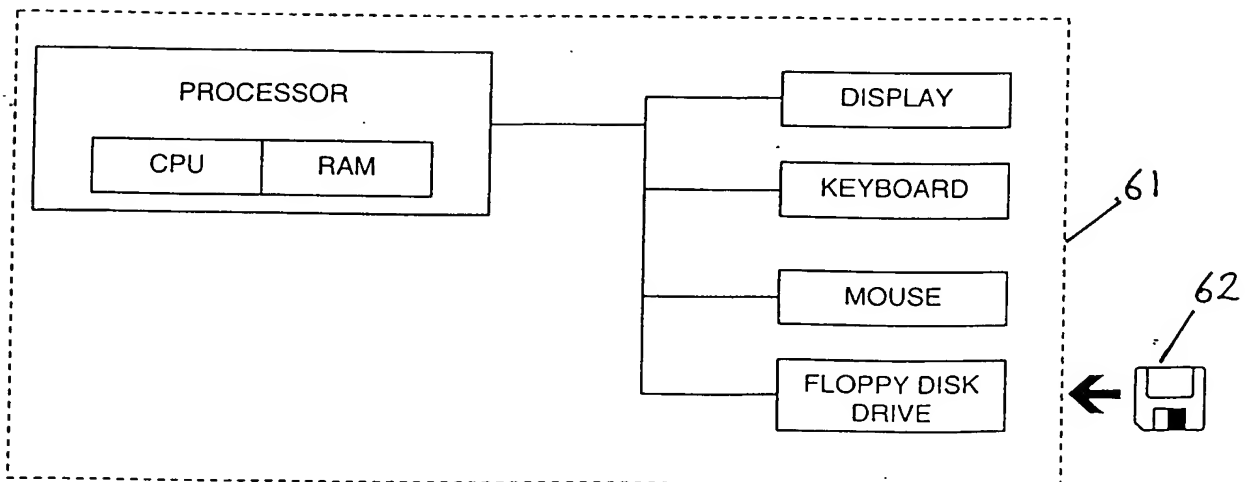 PROCESSOR
CPU
RAM
DISPLAY
KEYBOARD
MOUSE
FLOPPY DISK
DRIVE
61
62